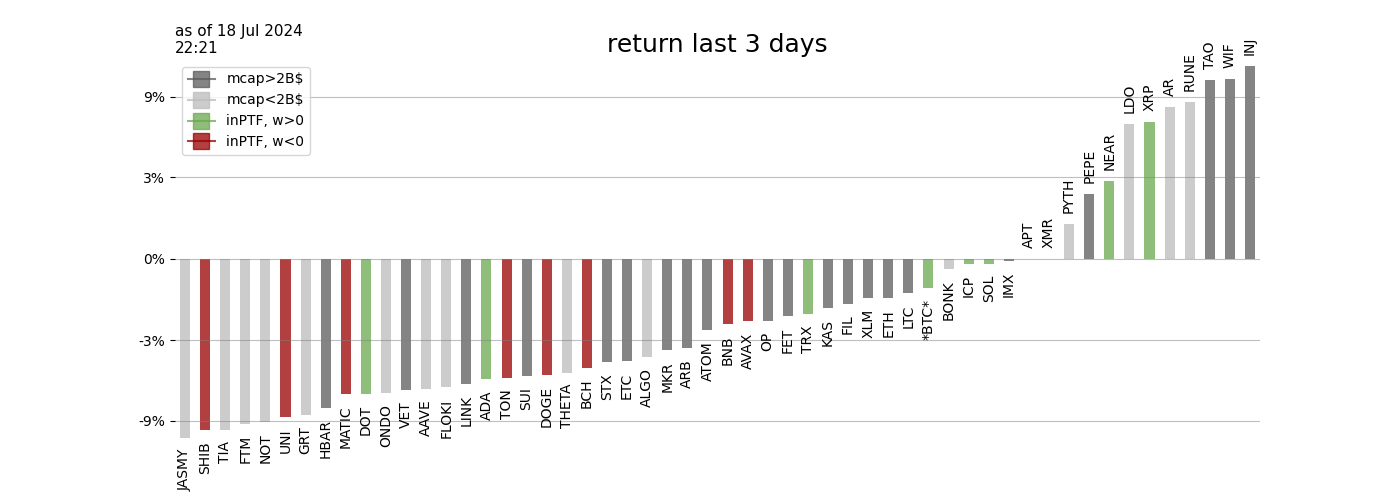 as of 18 Jul 2024
22:21
return last 3 days
mcap>2B$
mcap<2B$
inPTF, w>0
inPTF, w<0
9%
3%
0%
-3%
-9%
JASMY
SHIB
TIA
FTM
NOT
UNI
GRT
HBAR
MATIC
DOT
ONDO
VET
AAVE
FLOKI
LINK
ADA
TON
SUI
DOGE
THETA
BCH
STX
ETC
ALGO
MKR
ARB
ATOM
BNB
AVAX
OP
FET
TRX
KAS
FIL
XLM
ETH
LTC
*BTC*
BONK
ICP
SOL
IMX
APT
XMR
PYTH
PEPE
NEAR
LDO
XRP
AR
RUNE
TAO
WIF
INJ